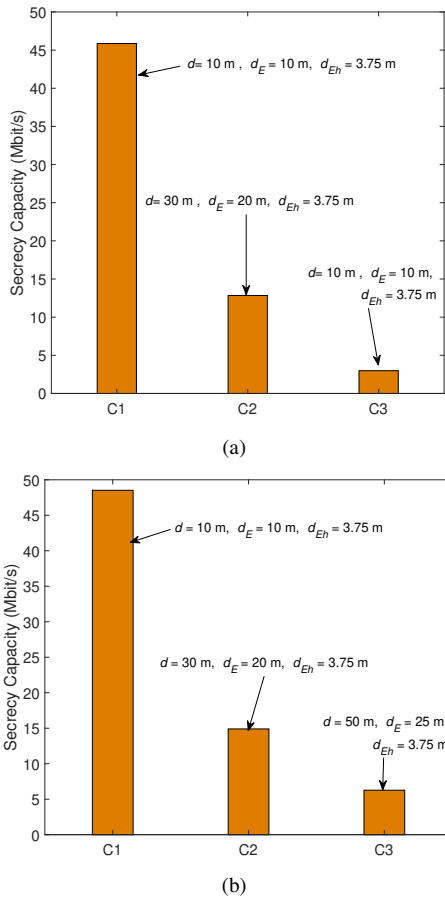 50
45
40
35
30
25
20
15
10
5
0
Secrecy Capacity (Mbit/s)
d= 10 m , d_E = 10 m, d_Eh = 3.75 m
d= 30 m , d_E = 20 m, d_Eh = 3.75 m
d= 10 m , d_E = 10 m,
d_Eh = 3.75 m
C1 C2 C3
(a)
50
45
40
35
30
25
20
15
10
5
0
Secrecy Capacity (Mbit/s)
d = 10 m, d_E = 10 m, d_Eh = 3.75 m
d = 30 m, d_E = 20 m, d_Eh = 3.75 m
d = 50 m, d_E = 25 m
d_Eh = 3.75 m
C1 C2 C3
(b)